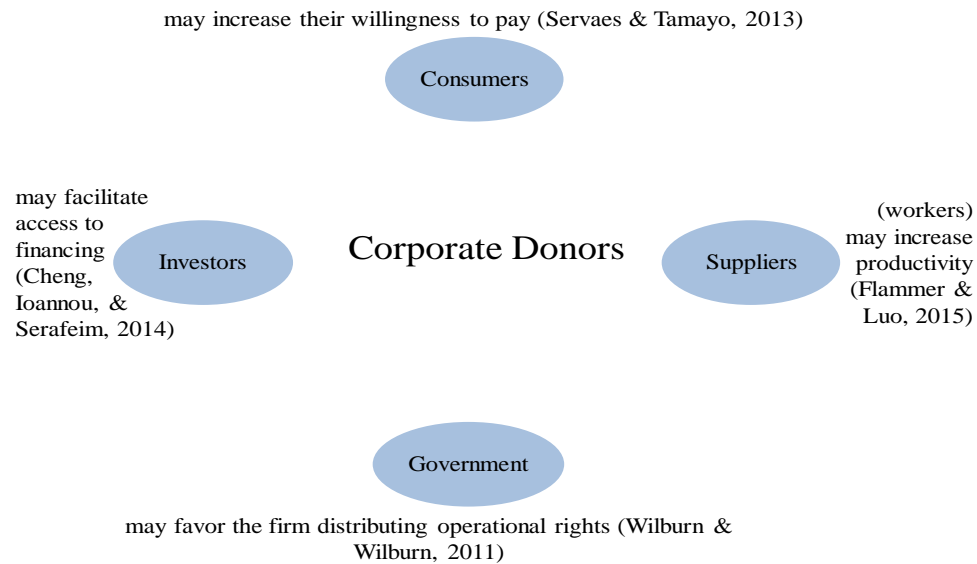 may increase their willingness to pay (Servaes & Tamayo, 2013)
Consumers
may facilitate
access to
financing
(Cheng,
Ioannou, &
Serafeim, 2014)
Investors
Corporate Donors
Suppliers
(workers)
may increase
productivity
(Flammer &
Luo, 2015)
Government
may favor the firm distributing operational rights (Wilburn &
Wilburn, 2011)